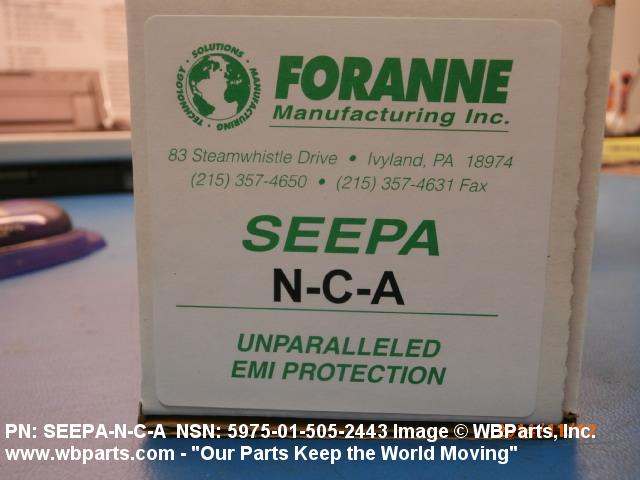 SOLUTIONS • MANUFACTURING • MANUFACTURING • TECHNOLOGY •
FORANNE
Manufacturing Inc.
83 Steamwhistle Drive • Ivyland, PA 18974
(215) 357-4650 • (215) 357-4631 Fax
SEEPA
N-C-A
UNPARALLELED
EMI PROTECTION
PN: SEEPA-N-C-A NSN: 5975-01-505-2443 Image © WBParts, Inc.
www.wbparts.com - "Our Parts Keep the World Moving"